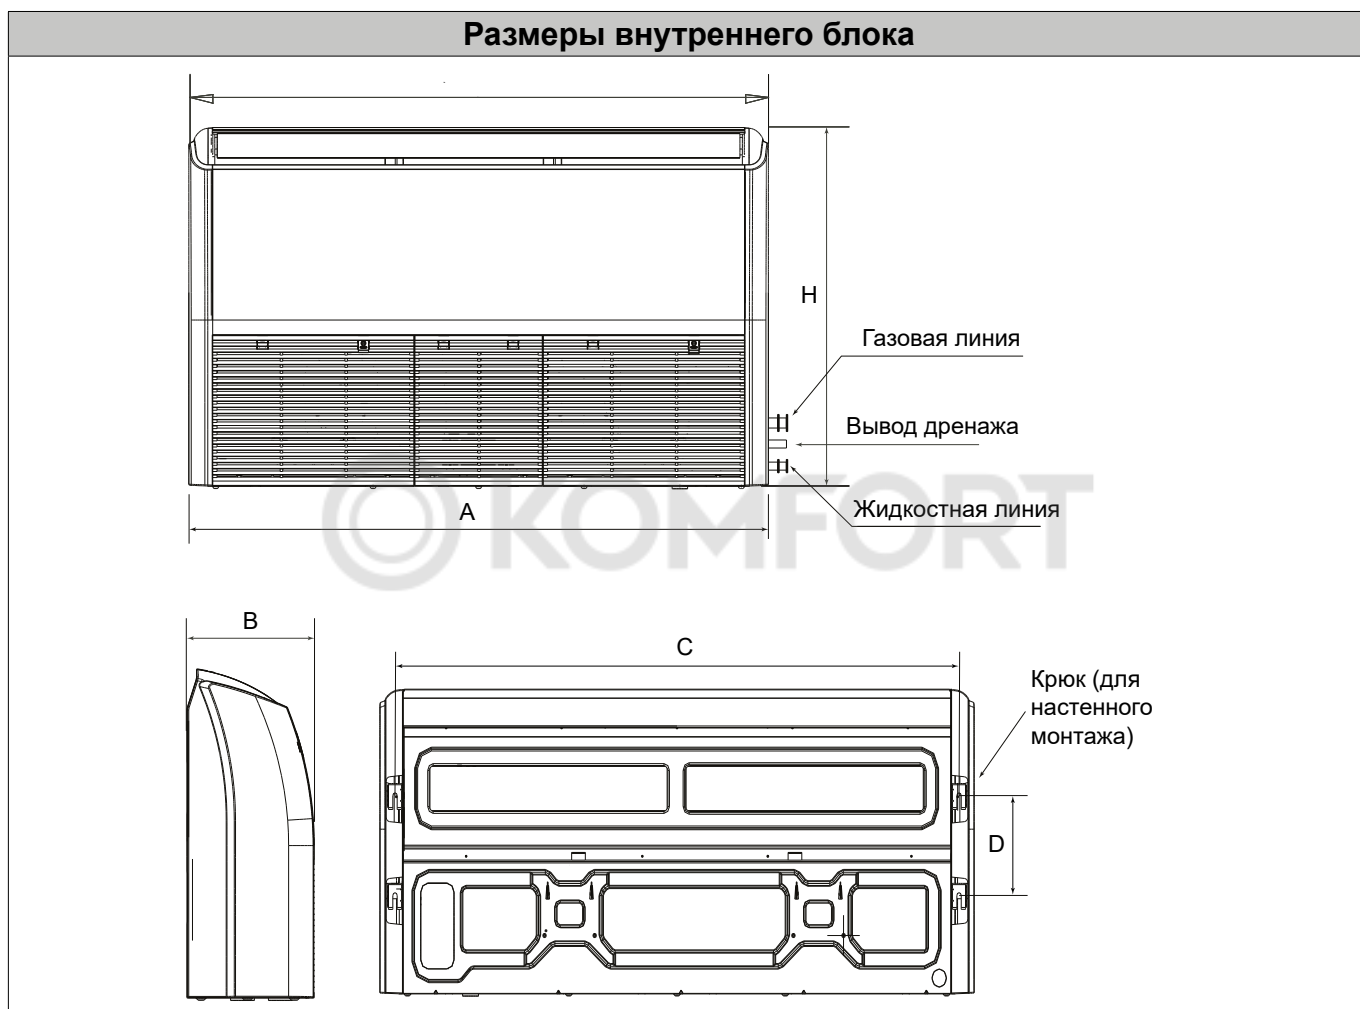 Размеры внутреннего блока
H
Газовая линия
Вывод дренажа
Жидкостная линия
A
KOMFORT
B
C
Крюк (для
настенного
монтажа)
D